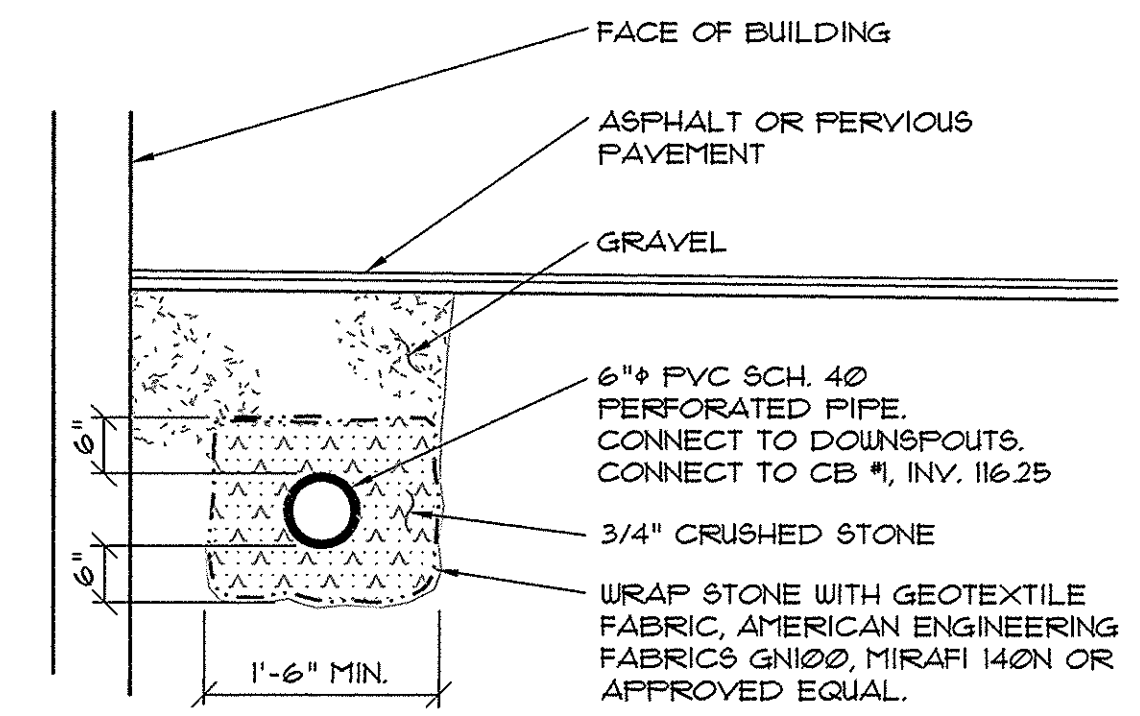 FACE OF BUILDING
ASPHALT OR PERVIOUS
PAVEMENT
GRAVEL
6"ϕ PVC SCH. 40
PERFORATED PIPE.
CONNECT TO DOWNSPOUTS.
CONNECT TO CB #1, INV. 116.25
3/4" CRUSHED STONE
WRAP STONE WITH GEOTEXTILE
FABRIC, AMERICAN ENGINEERING
FABRICS GN100, MIRAFI 140N OR
APPROVED EQUAL.
6"
6"
1'-6" MIN.